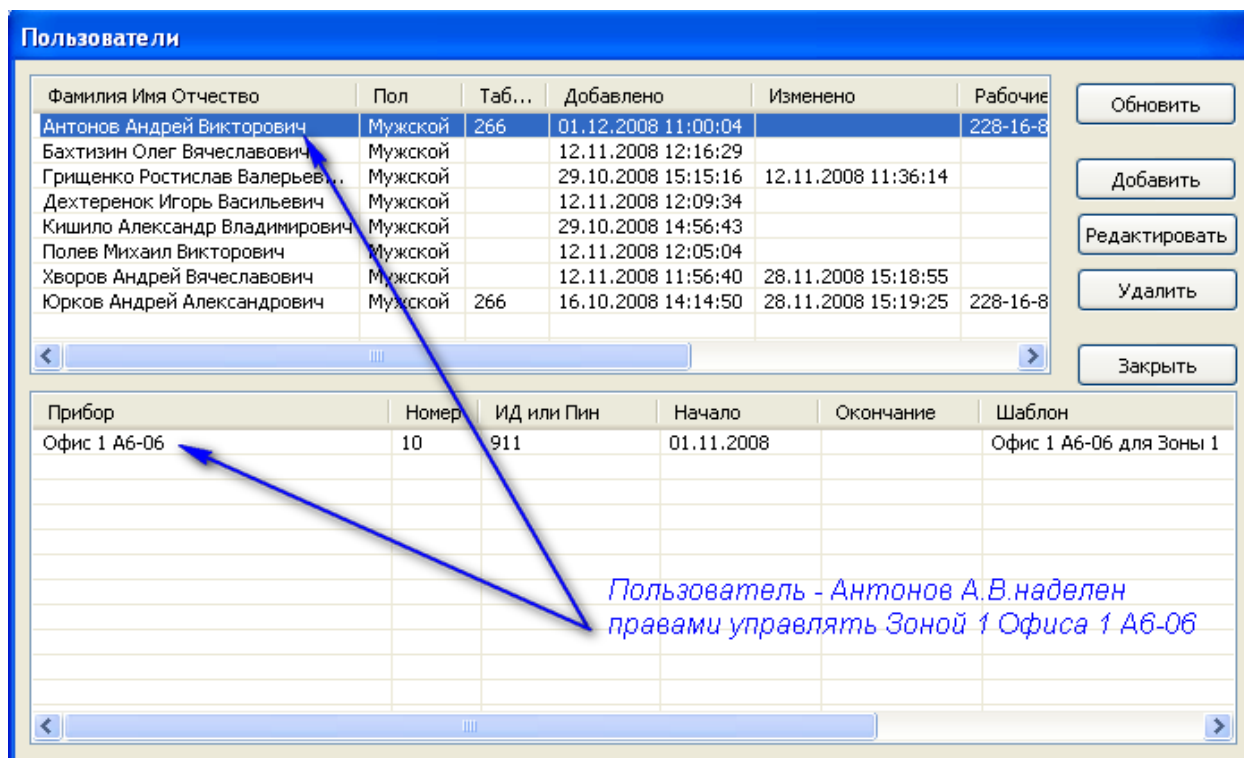 Пользователи
Фамилия Имя Отчество Пол Таб... Добавлено Изменено Рабочие
Антонов Андрей Викторович Мужской 266 01.12.2008 11:00:04 228-16-8
Бахтизин Олег Вячеславович Мужской 12.11.2008 12:16:29
Грищенко Ростислав Валерьеви... Мужской 29.10.2008 15:15:16 12.11.2008 11:36:14
Дехтеренок Игорь Васильевич Мужской 12.11.2008 12:09:34
Кишило Александр Владимирович Мужской 29.10.2008 14:56:43
Полев Михаил Викторович Мужской 12.11.2008 12:05:04
Хворов Андрей Вячеславович Мужской 12.11.2008 11:56:40 28.11.2008 15:18:55
Юрков Андрей Александрович Мужской 266 16.10.2008 14:14:50 28.11.2008 15:19:25 228-16-8
Обновить
Добавить
Редактировать
Удалить
Закрыть
Прибор Номер ИД или Пин Начало Окончание Шаблон
Офис 1 А6-06 10 911 01.11.2008 Офис 1 А6-06 для Зоны 1
Пользователь - Антонов А.В.наделен
правами управлять Зоной 1 Офиса 1 А6-06